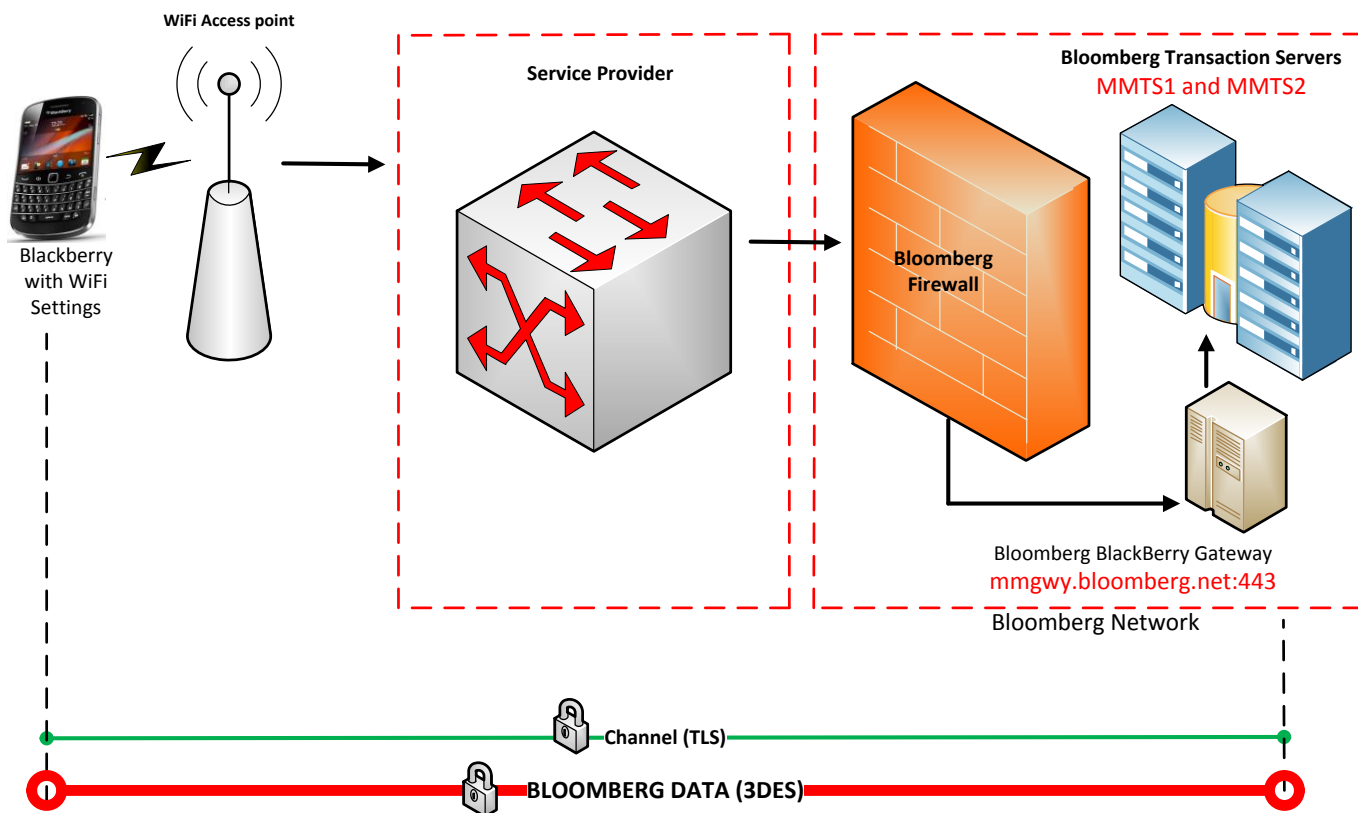 WiFi Access point
Service Provider
Bloomberg Transaction Servers
MMTS1 and MMTS2
Blackberry
with WiFi
Settings
Bloomberg
Firewall
Bloomberg BlackBerry Gateway
mmgwy.bloomberg.net:443
Bloomberg Network
Channel (TLS)
BLOOMBERG DATA (3DES)